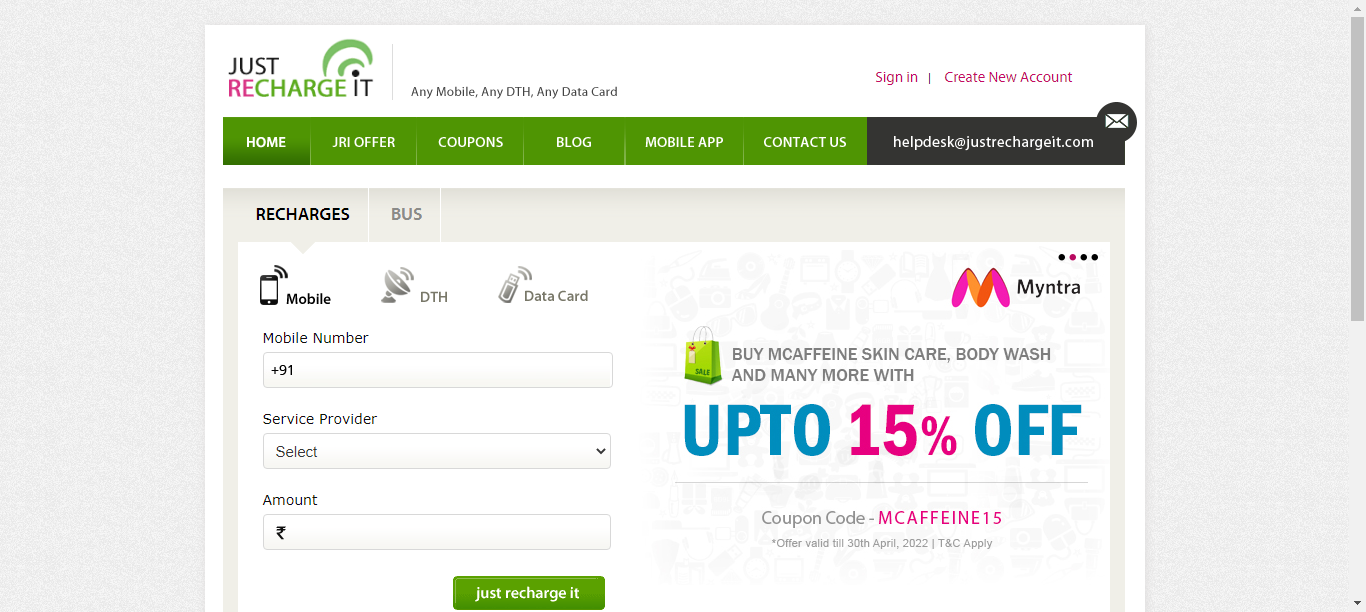 JUST
RECHARGE iT
Any Mobile, Any DTH, Any Data Card
Sign in | Create New Account
HOME JRI OFFER COUPONS BLOG MOBILE APP CONTACT US helpdesk@justrechargeit.com
RECHARGES BUS
Mobile DTH Data Card
Mobile Number
+91
Service Provider
Select
Amount
₹
just recharge it
Myntra
SALE
BUY MCAFFEINE SKIN CARE, BODY WASH
AND MANY MORE WITH
UPTO 15% OFF
Coupon Code - MCAFFEINE15
*Offer valid till 30th April, 2022 | T&C Apply